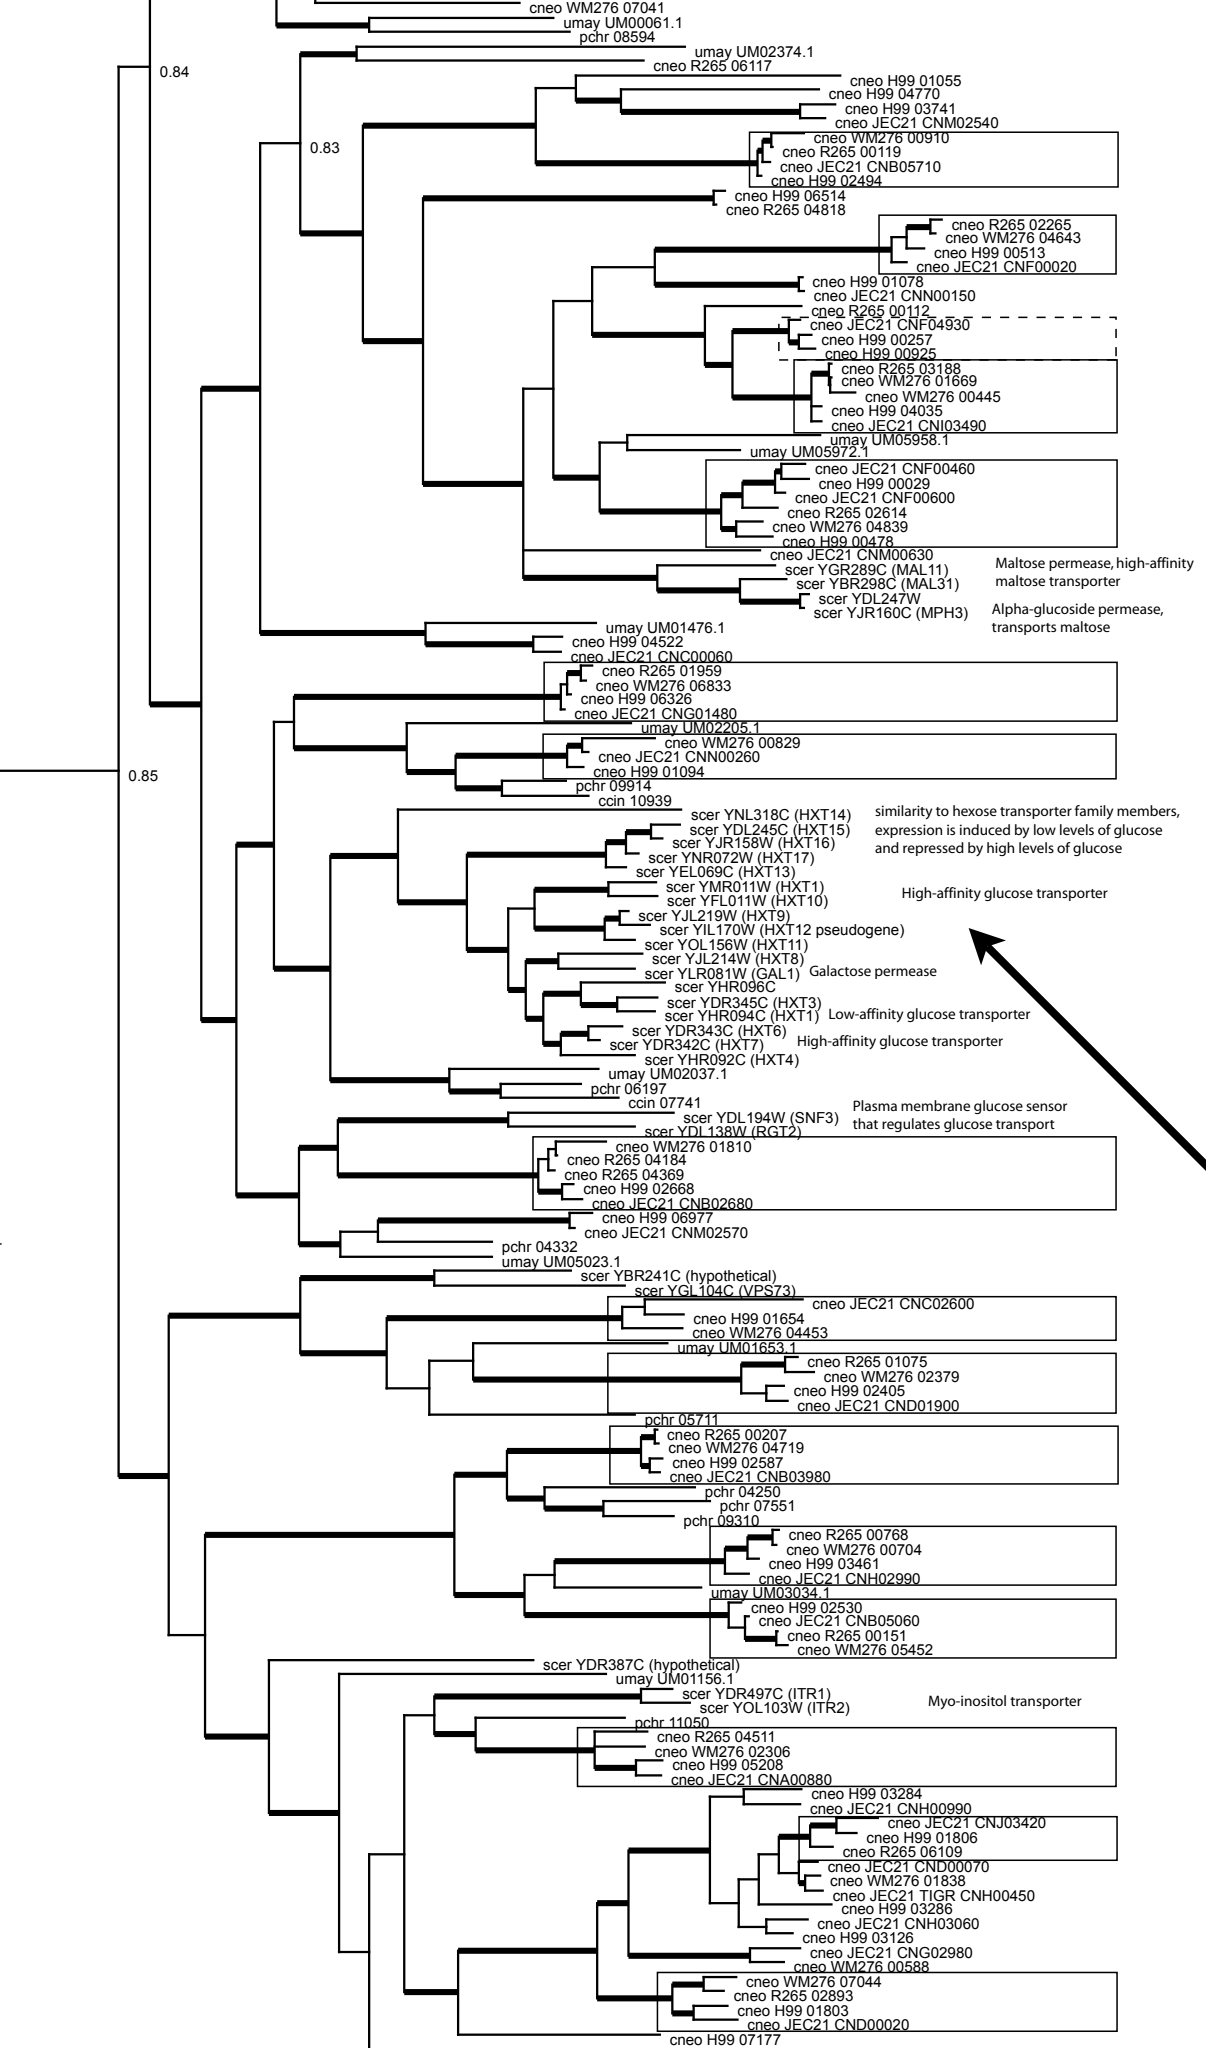 cneo WM276 07041
umay UM00061.1
pchr 08594
umay UM02374.1
cneo R265 06117
0.84
cneo H99 01055
cneo H99 04770
cneo H99 03741
cneo JEC21 CNM02540
cneo WM276 00910
0.83
cneo R265 00119
cneo JEC21 CNB05710
cneo H99 02494
cneo H99 06514
cneo R265 04818
cneo R265 02265
cneo WM276 04643
cneo H99 00513
cneo JEC21 CNF00020
cneo H99 01078
cneo JEC21 CNN00150
cneo R265 00112
cneo JEC21 CNF04930
cneo H99 00257
cneo H99 00925
cneo R265 03188
cneo WM276 01669
cneo WM276 00445
cneo H99 04035
cneo JEC21 CNI03490
umay UM05958.1
umay UM05972.1
cneo JEC21 CNF00460
cneo H99 00029
cneo JEC21 CNF00600
cneo R265 02614
cneo WM276 04839
cneo H99 00478
cneo JEC21 CNM00630
scer YGR289C (MAL11)
scer YBR298C (MAL31)
Maltose permease, high-affinity
maltose transporter
scer YDL247W
scer YJR160C (MPH3)
Alpha-glucoside permease,
transports maltose
umay UM01476.1
cneo H99 04522
cneo JEC21 CNC00060
cneo R265 01959
cneo WM276 06833
cneo H99 06326
cneo JEC21 CNG01480
umay UM02205.1
cneo WM276 00829
cneo JEC21 CNN00260
cneo H99 01094
0.85
pchr 09914
ccin 10939
scer YNL318C (HXT14)
scer YDL245C (HXT15)
scer YJR158W (HXT16)
scer YNR072W (HXT17)
similarity to hexose transporter family members,
expression is induced by low levels of glucose
and repressed by high levels of glucose
scer YEL069C (HXT13)
scer YMR011W (HXT1)
scer YFL011W (HXT10)
High-affinity glucose transporter
scer YJL219W (HXT9)
scer YIL170W (HXT12 pseudogene)
scer YOL156W (HXT11)
scer YJL214W (HXT8)
scer YLR081W (GAL1)
Galactose permease
scer YHR096C
scer YDR345C (HXT3)
scer YHR094C (HXT1)
Low-affinity glucose transporter
scer YDR343C (HXT6)
scer YDR342C (HXT7)
High-affinity glucose transporter
scer YHR092C (HXT4)
umay UM02037.1
pchr 06197
ccin 07741
scer YDL194W (SNF3)
scer YDL138W (RGT2)
Plasma membrane glucose sensor
that regulates glucose transport
cneo WM276 01810
cneo R265 04184
cneo R265 04369
cneo H99 02668
cneo JEC21 CNB02680
cneo H99 06977
cneo JEC21 CNM02570
pchr 04332
umay UM05023.1
scer YBR241C (hypothetical)
scer YGL104C (VPS73)
cneo JEC21 CNC02600
cneo H99 01654
cneo WM276 04453
umay UM01653.1
cneo R265 01075
cneo WM276 02379
cneo H99 02405
cneo JEC21 CND01900
pchr 05711
cneo R265 00207
cneo WM276 04719
cneo H99 02587
cneo JEC21 CNB03980
pchr 04250
pchr 07551
pchr 09310
cneo R265 00768
cneo WM276 00704
cneo H99 03461
cneo JEC21 CNH02990
umay UM03034.1
cneo H99 02530
cneo JEC21 CNB05060
cneo R265 00151
cneo WM276 05452
scer YDR387C (hypothetical)
umay UM01156.1
scer YDR497C (ITR1)
scer YOL103W (ITR2)
Myo-inositol transporter
pchr 11050
cneo R265 04511
cneo WM276 02306
cneo H99 05208
cneo JEC21 CNA00880
cneo H99 03284
cneo JEC21 CNH00990
cneo JEC21 CNJ03420
cneo H99 01806
cneo R265 06109
cneo JEC21 CND00070
cneo WM276 01838
cneo JEC21 TIGR CNH00450
cneo H99 03286
cneo JEC21 CNH03060
cneo H99 03126
cneo JEC21 CNG02980
cneo WM276 00588
cneo WM276 07044
cneo R265 02893
cneo H99 01803
cneo JEC21 CND00020
cneo H99 07177